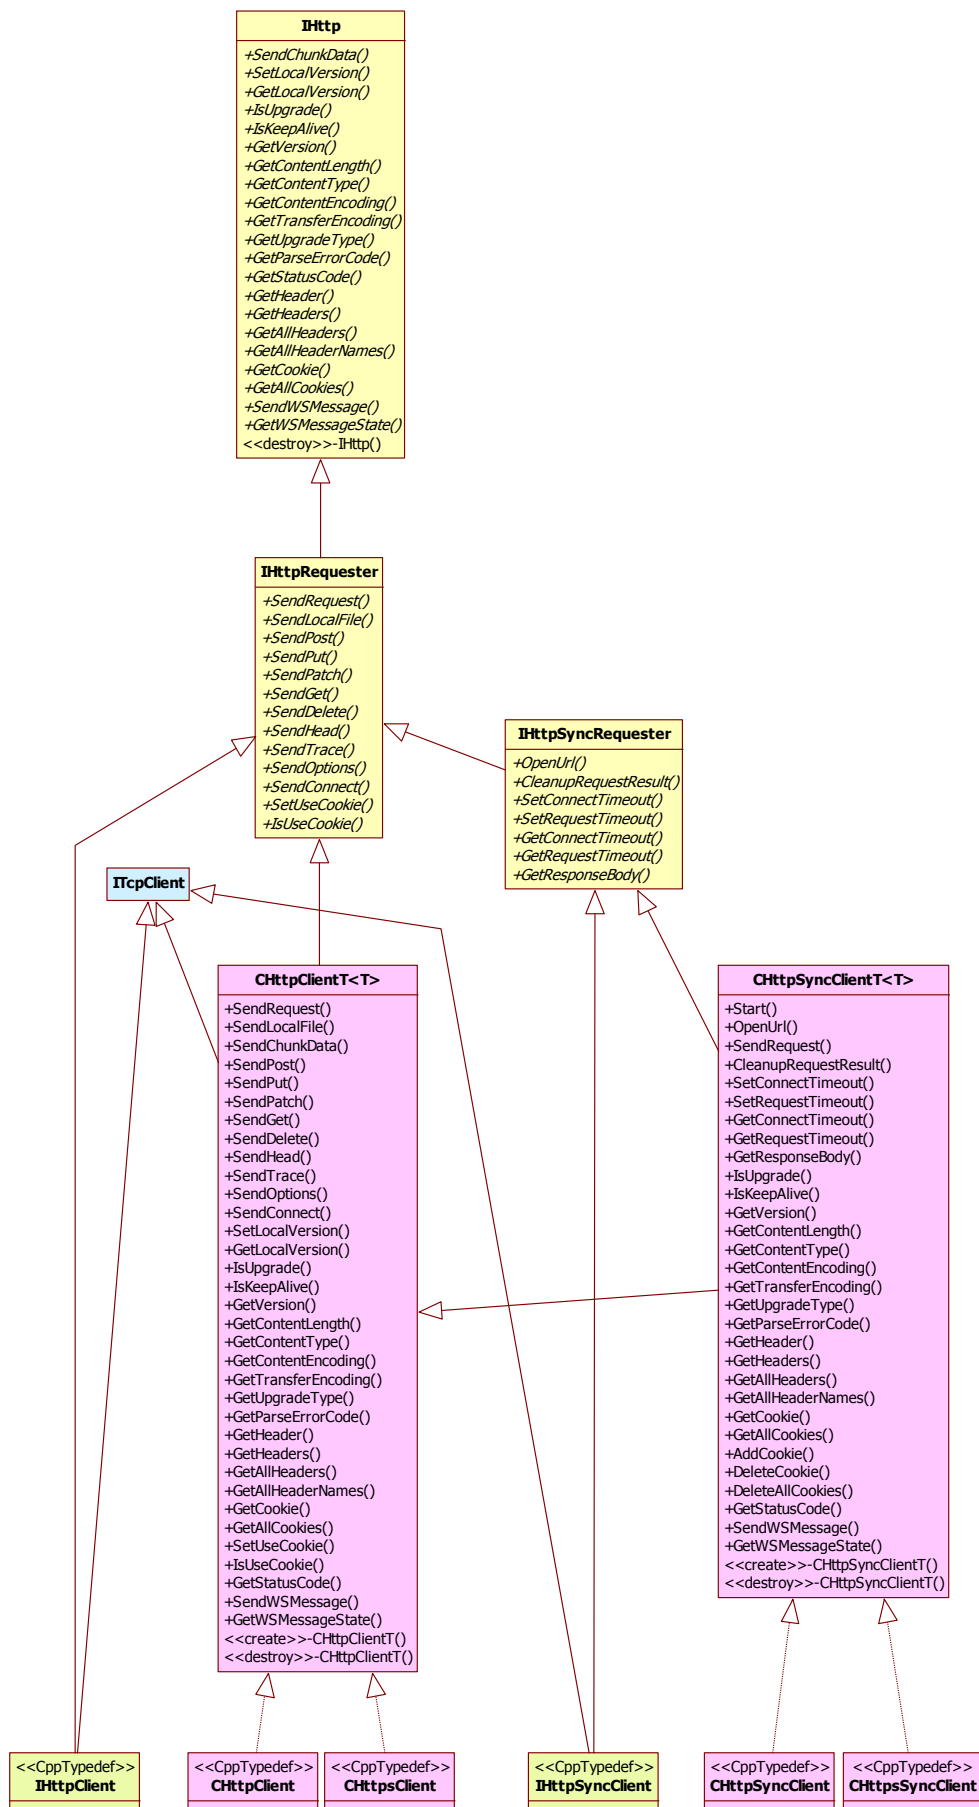 IHttp
+SendChunkData()
+SetLocalVersion()
+GetLocalVersion()
+IsUpgrade()
+IsKeepAlive()
+GetVersion()
+GetContentLength()
+GetContentType()
+GetContentEncoding()
+GetTransferEncoding()
+GetUpgradeType()
+GetParseErrorCode()
+GetStatusCode()
+GetHeader()
+GetHeaders()
+GetAllHeaders()
+GetAllHeaderNames()
+GetCookie()
+GetAllCookies()
+SendWSMessage()
+GetWSMessageState()
<<destroy>>-IHttp()
IHttpRequester
+SendRequest()
+SendLocalFile()
+SendPost()
+SendPut()
+SendPatch()
+SendGet()
+SendDelete()
+SendHead()
+SendTrace()
+SendOptions()
+SendConnect()
+SetUseCookie()
+IsUseCookie()
IHttpSyncRequester
+OpenUrl()
+CleanupRequestResult()
+SetConnectTimeout()
+SetRequestTimeout()
+GetConnectTimeout()
+GetRequestTimeout()
+GetResponseBody()
ITcpClient
CHttpClientT<T>
+SendRequest()
+SendLocalFile()
+SendChunkData()
+SendPost()
+SendPut()
+SendPatch()
+SendGet()
+SendDelete()
+SendHead()
+SendTrace()
+SendOptions()
+SendConnect()
+SetLocalVersion()
+GetLocalVersion()
+IsUpgrade()
+IsKeepAlive()
+GetVersion()
+GetContentLength()
+GetContentType()
+GetContentEncoding()
+GetTransferEncoding()
+GetUpgradeType()
+GetParseErrorCode()
+GetHeader()
+GetHeaders()
+GetAllHeaders()
+GetAllHeaderNames()
+GetCookie()
+GetAllCookies()
+SetUseCookie()
+IsUseCookie()
+GetStatusCode()
+SendWSMessage()
+GetWSMessageState()
<<create>>-CHttpClientT()
<<destroy>>-CHttpClientT()
CHttpSyncClientT<T>
+Start()
+OpenUrl()
+SendRequest()
+CleanupRequestResult()
+SetConnectTimeout()
+SetRequestTimeout()
+GetConnectTimeout()
+GetRequestTimeout()
+GetResponseBody()
+IsUpgrade()
+IsKeepAlive()
+GetVersion()
+GetContentLength()
+GetContentType()
+GetContentEncoding()
+GetTransferEncoding()
+GetUpgradeType()
+GetParseErrorCode()
+GetHeader()
+GetHeaders()
+GetAllHeaders()
+GetAllHeaderNames()
+GetCookie()
+GetAllCookies()
+AddCookie()
+DeleteCookie()
+DeleteAllCookies()
+GetStatusCode()
+SendWSMessage()
+GetWSMessageState()
<<create>>-CHttpSyncClientT()
<<destroy>>-CHttpSyncClientT()
<<CppTypedef>>
IHttpClient
<<CppTypedef>>
CHttpClient
<<CppTypedef>>
CHttpsClient
<<CppTypedef>>
IHttpSyncClient
<<CppTypedef>>
CHttpSyncClient
<<CppTypedef>>
CHttpsSyncClient